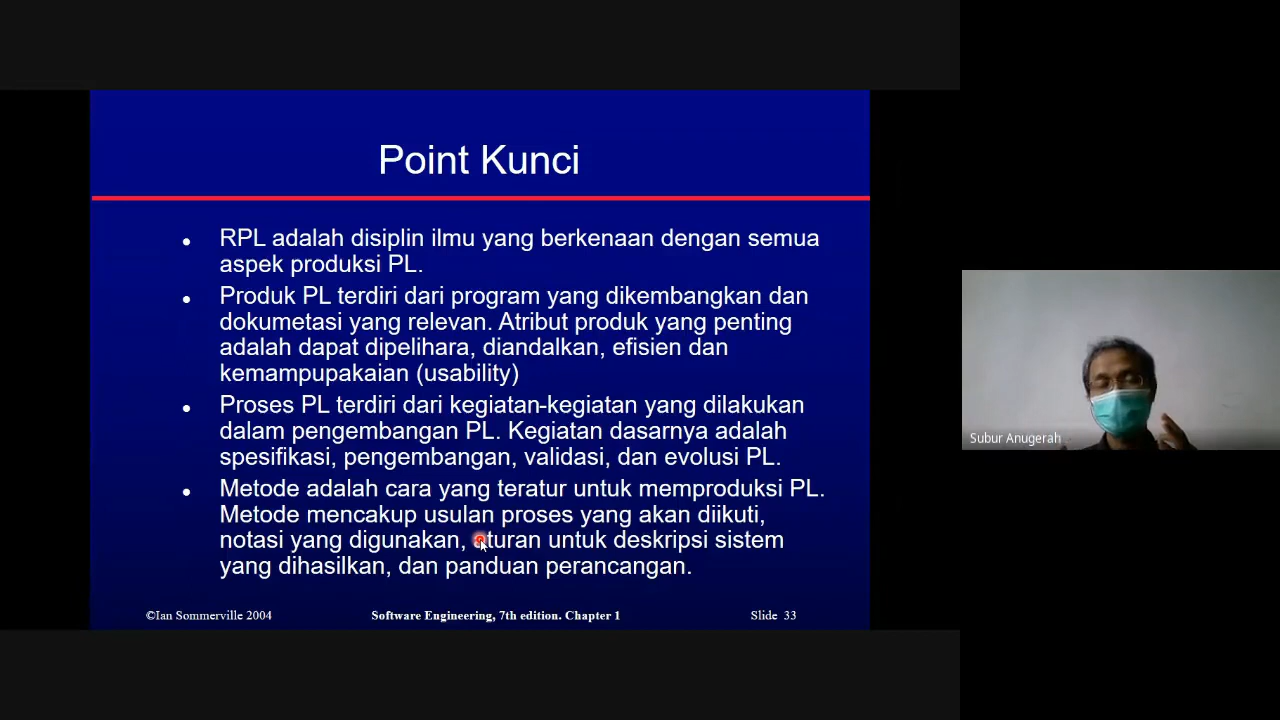 Point Kunci
RPL adalah disiplin ilmu yang berkenaan dengan semua
aspek produksi PL.
Produk PL terdiri dari program yang dikembangkan dan
dokumetasi yang relevan. Atribut produk yang penting
adalah dapat dipelihara, diandalkan, efisien dan
kemampupakaian (usability)
Proses PL terdiri dari kegiatan-kegiatan yang dilakukan
dalam pengembangan PL. Kegiatan dasarnya adalah
spesifikasi, pengembangan, validasi, dan evolusi PL.
Metode adalah cara yang teratur untuk memproduksi PL.
Metode mencakup usulan proses yang akan diikuti,
notasi yang digunakan, aturan untuk deskripsi sistem
yang dihasilkan, dan panduan perancangan.
©Ian Sommerville 2004 Software Engineering, 7th edition. Chapter 1 Slide 33
Subur Anugerah